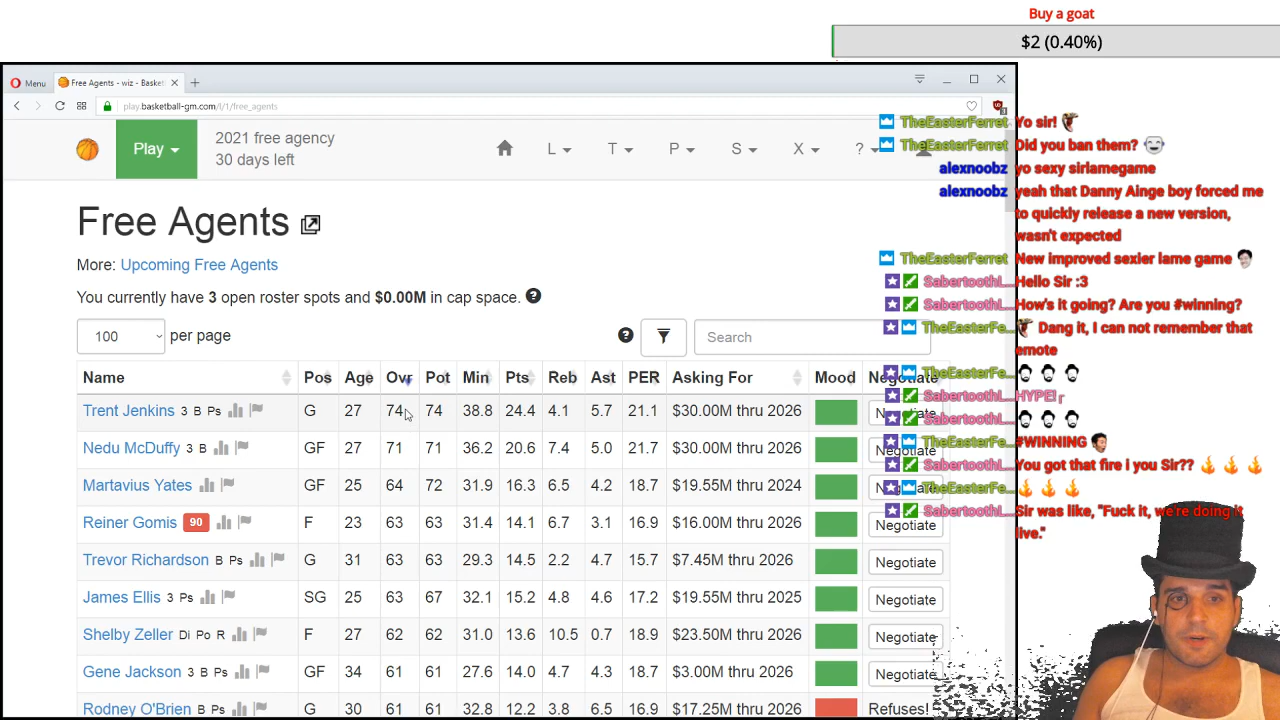 Buy a goat
$2 (0.40%)
Menu
Free Agents - wiz - Basket
play.basketball-gm.com/l/1/free_agents
Play
2021 free agency
30 days left
L
T
P
S
X
?
Free Agents
More: Upcoming Free Agents
You currently have 3 open roster spots and $0.00M in cap space.
100 per page
Search
Name Pos Age Ovr Pot Min Pts Reb Ast PER Asking For Mood Negotiate
Trent Jenkins 3 B Ps G 27 74 74 38.8 24.4 4.1 5.7 21.1 $30.00M thru 2026 Negotiate
Nedu McDuffy 3 B GF 27 71 71 36.2 20.6 7.4 5.0 21.7 $30.00M thru 2026 Negotiate
Martavius Yates GF 25 64 72 31.9 16.3 6.5 4.2 18.7 $19.55M thru 2024 Negotiate
Reiner Gomis 90 F 23 63 63 31.4 14.1 6.7 3.1 16.9 $16.00M thru 2026 Negotiate
Trevor Richardson B Ps G 31 63 63 29.3 14.5 2.2 4.7 15.7 $7.45M thru 2026 Negotiate
James Ellis 3 Ps SG 25 63 67 32.1 15.2 4.8 4.6 17.2 $19.55M thru 2025 Negotiate
Shelby Zeller Di Po R F 27 62 62 31.0 13.6 10.5 0.7 18.9 $23.50M thru 2026 Negotiate
Gene Jackson 3 B Ps GF 34 61 61 27.6 14.0 4.7 4.3 18.7 $3.00M thru 2026 Negotiate
Rodney O'Brien B Ps G 30 61 61 32.8 12.2 3.8 6.5 16.9 $17.25M thru 2026 Refuses!
TheEasterFerret Yo sir!
TheEasterFerret Did you ban them?
alexnoobz yo sexy sirlamegame
alexnoobz yeah that Danny Ainge boy forced me
to quickly release a new version,
wasn't expected
TheEasterFerret New improved sexier lame game
Sabertoothl... Hello Sir :3
Sabertoothl... How's it going? Are you #winning?
TheEasterFe... Dang it, I can not remember that
emote
TheEasterFe...
Sabertoothl... HYPE
Sabertoothl...
TheEasterFe... #WINNING
Sabertoothl... You got that fire i you Sir??
TheEasterFe...
Sabertoothl... Sir was like, "Fuck it, we're doing it
live."